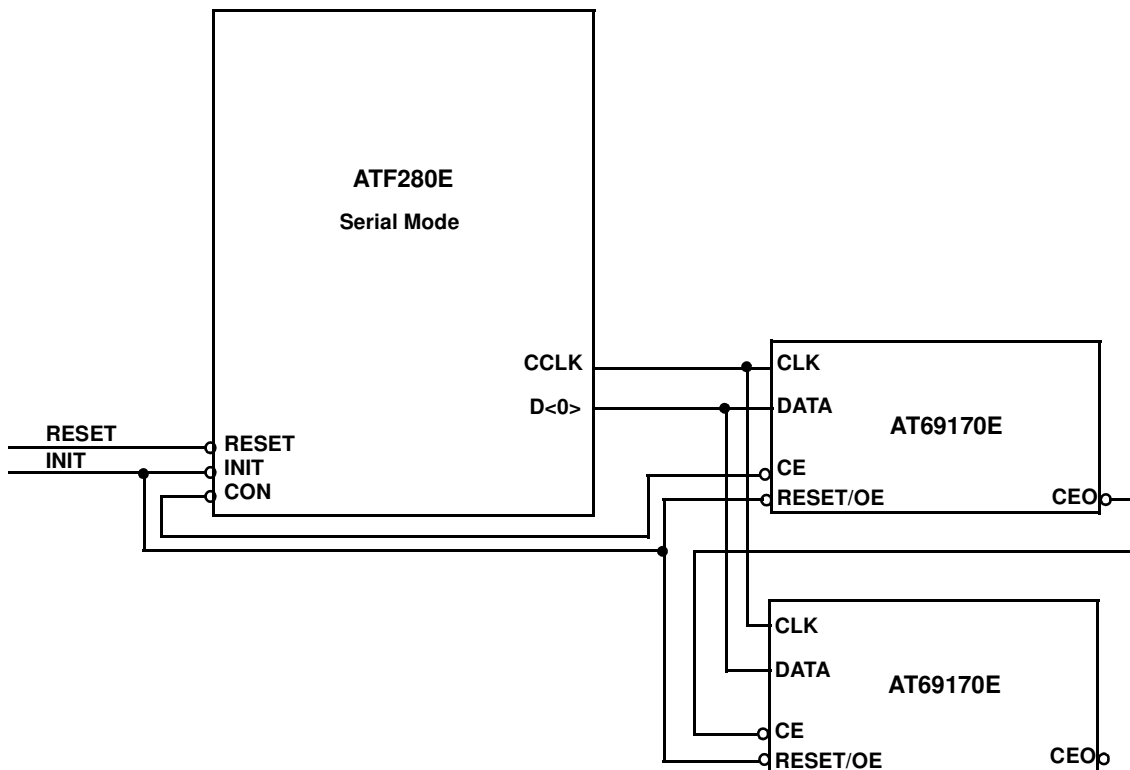 ATF280E
Serial Mode
CCLK
D<0>
RESET
INIT
RESET
INIT
CON
CLK
DATA
AT69170E
CE
RESET/OE
CEO
CLK
DATA
AT69170E
CE
RESET/OE
CEO